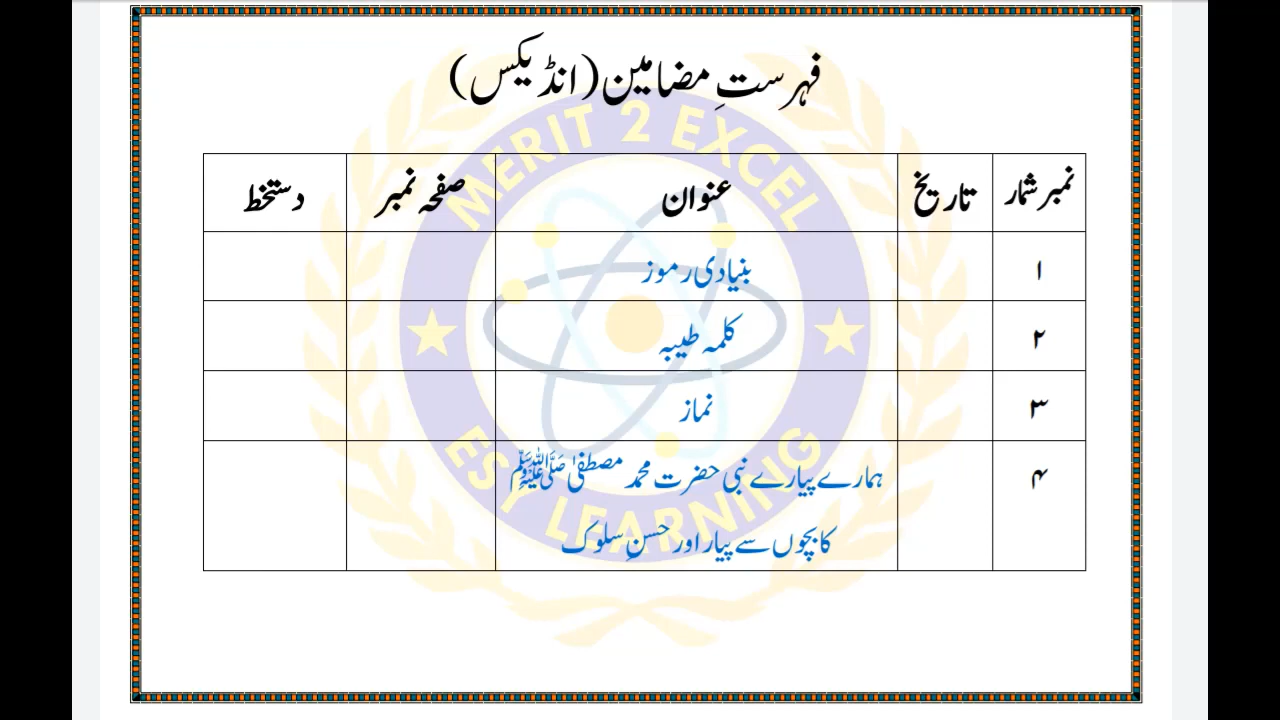 فہرستِ مضامین (انڈیکس)
نمبر شمار تاریخ عنوان صفحہ نمبر دستخط
۱ بنیادی رموز
۲ کلمہ طیبہ
۳ نماز
۴ ہمارے پیارے نبی حضرت محمد مصطفیٰ ﷺ
کا بچوں سے پیار اور حسنِ سلوک
MERIT 2 EXCEL
ESY LEARNING